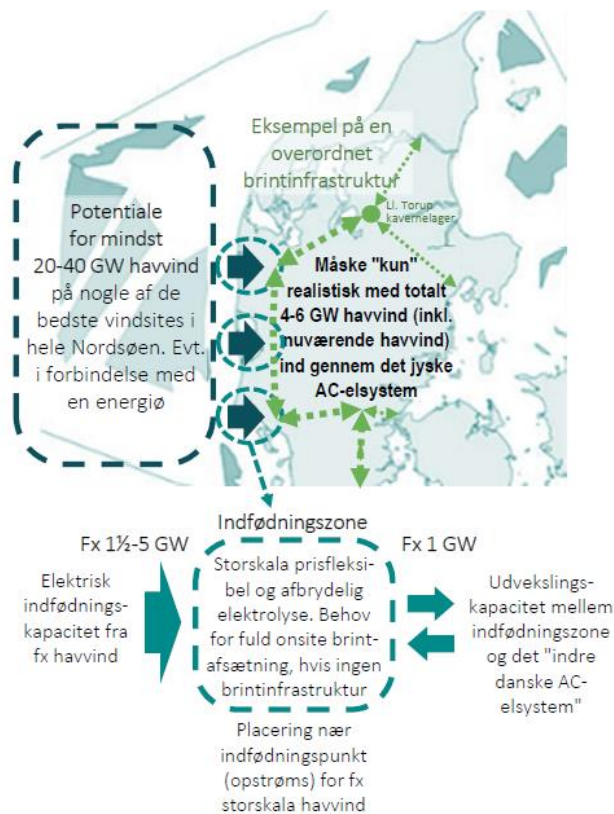 Eksempel på en
overordnet
brintinfrastruktur
Ll. Torup
kavernelager
Potentiale
for mindst
20-40 GW havvind
på nogle af de
bedste vindsites i
hele Nordsøen. Evt.
i forbindelse med
en energiø
Måske "kun"
realistisk med totalt
4-6 GW havvind (inkl.
nuværende havvind)
ind gennem det jyske
AC-elsystem
Indfødningszone
Fx 1½-5 GW
Elektrisk
indfødnings-
kapacitet fra
fx havvind
Storskala prisfleksi-
bel og afbrydelig
elektrolyse. Behov
for fuld onsite brint-
afsætning, hvis ingen
brintinfrastruktur
Fx 1 GW
Udvekslings-
kapacitet mellem
indfødningszone
og det "indre
danske AC-
elsystem"
Placering nær
indfødningspunkt
(opstrøms) for fx
storskala havvind